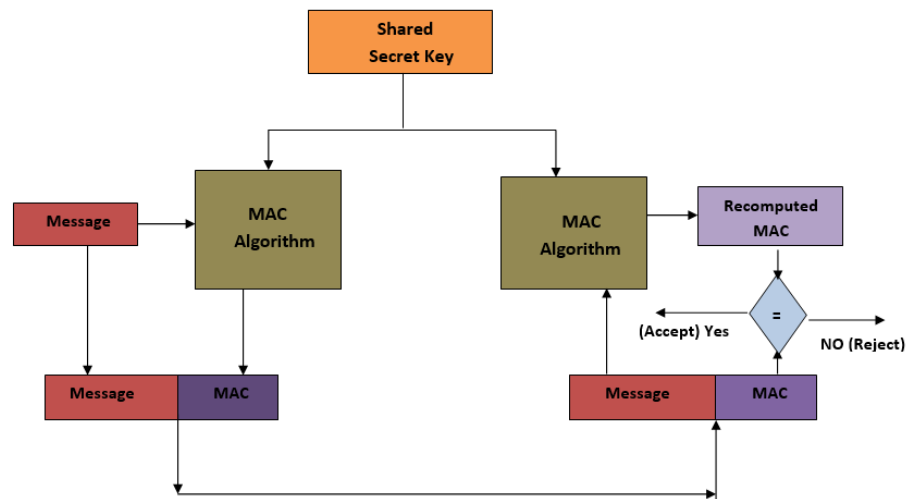 Shared
Secret Key
Message
MAC
Algorithm
MAC
Algorithm
Recomputed
MAC
=
(Accept) Yes
NO (Reject)
Message
MAC
Message
MAC